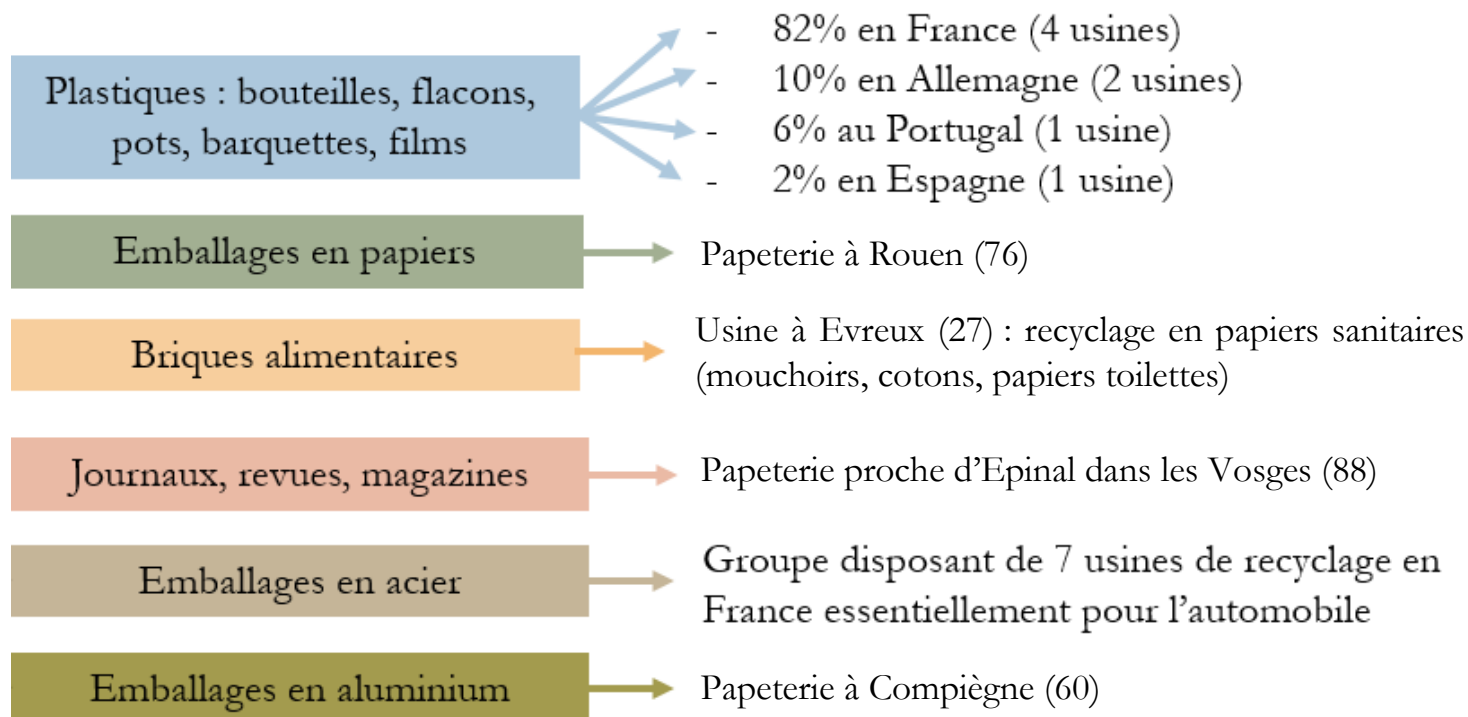 Plastiques : bouteilles, flacons,
pots, barquettes, films
- 82% en France (4 usines)
- 10% en Allemagne (2 usines)
- 6% au Portugal (1 usine)
- 2% en Espagne (1 usine)
Emballages en papiers
Papeterie à Rouen (76)
Briques alimentaires
Usine à Evreux (27) : recyclage en papiers sanitaires
(mouchoirs, cotons, papiers toilettes)
Journaux, revues, magazines
Papeterie proche d’Epinal dans les Vosges (88)
Emballages en acier
Groupe disposant de 7 usines de recyclage en
France essentiellement pour l’automobile
Emballages en aluminium
Papeterie à Compiègne (60)